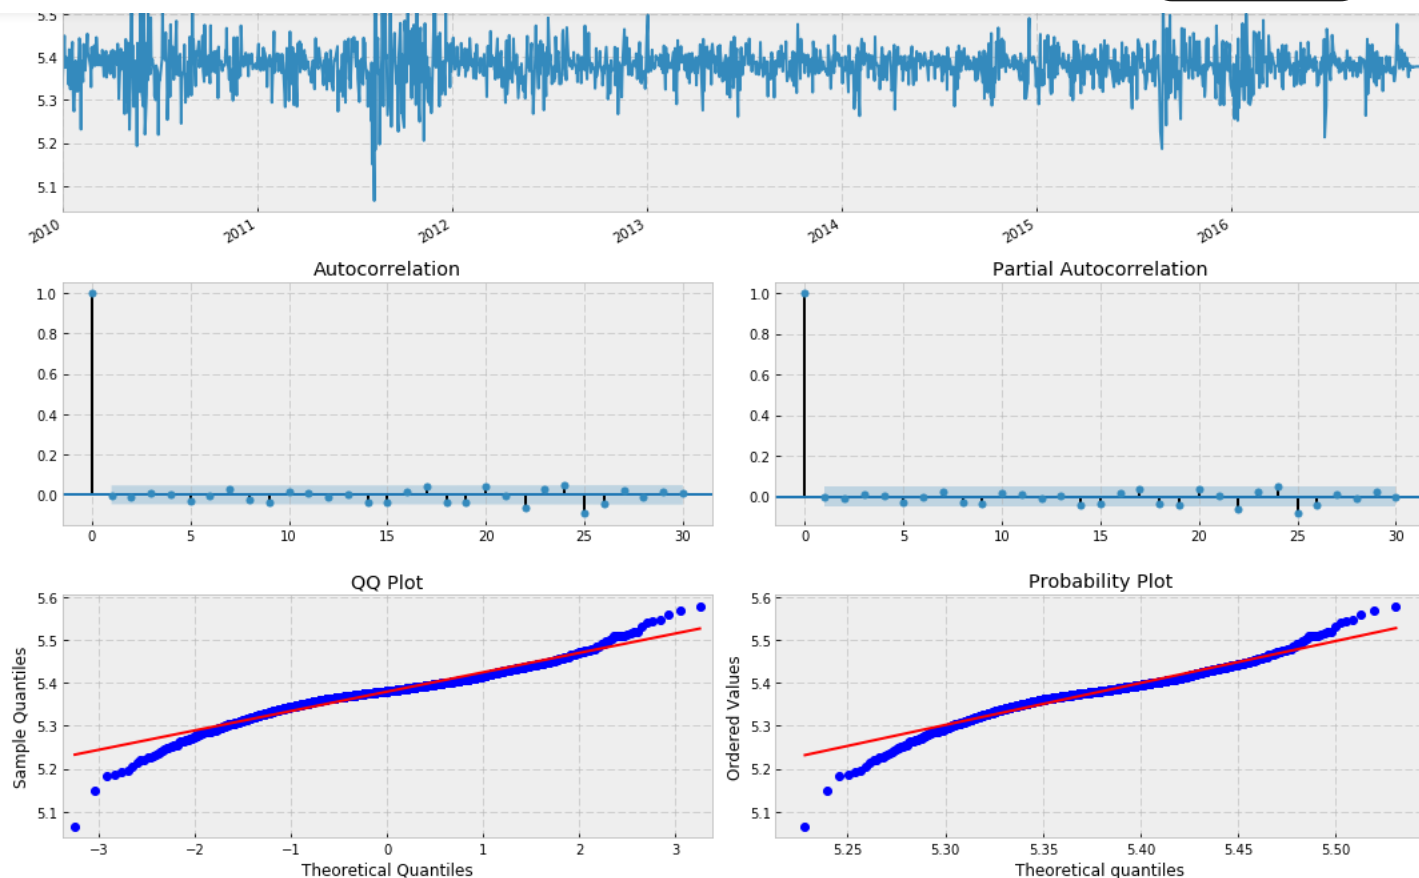 5.5
5.4
5.3
5.2
5.1
2010 2011 2012 2013 2014 2015 2016
Autocorrelation
1.0
0.8
0.6
0.4
0.2
0.0
0 5 10 15 20 25 30
Partial Autocorrelation
1.0
0.8
0.6
0.4
0.2
0.0
0 5 10 15 20 25 30
QQ Plot
Sample Quantiles
5.6
5.5
5.4
5.3
5.2
5.1
−3 −2 −1 0 1 2 3
Theoretical Quantiles
Probability Plot
Ordered Values
5.6
5.5
5.4
5.3
5.2
5.1
5.25 5.30 5.35 5.40 5.45 5.50
Theoretical quantiles